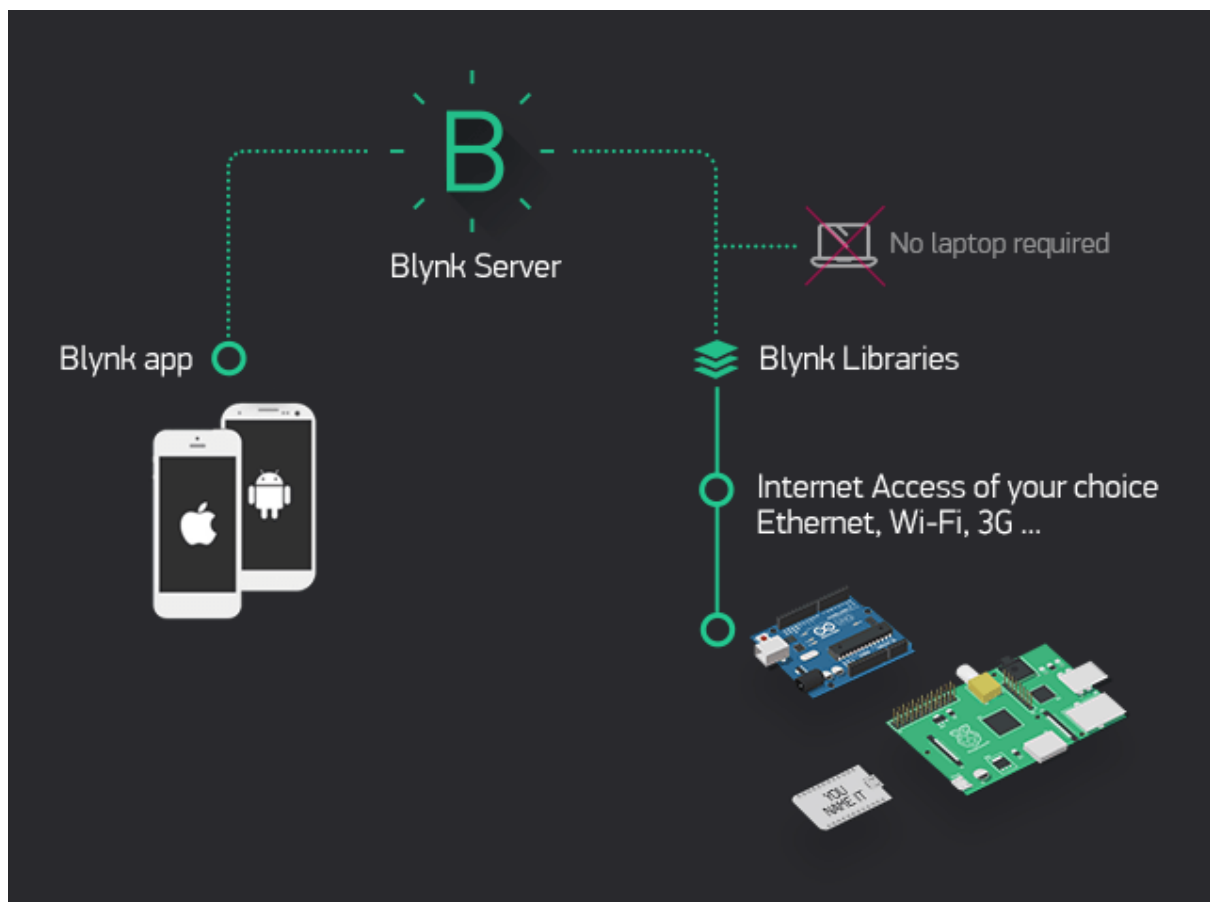 B
Blynk Server
No laptop required
Blynk app
Blynk Libraries
Internet Access of your choice
Ethernet, Wi-Fi, 3G ...
YOU
NAME IT